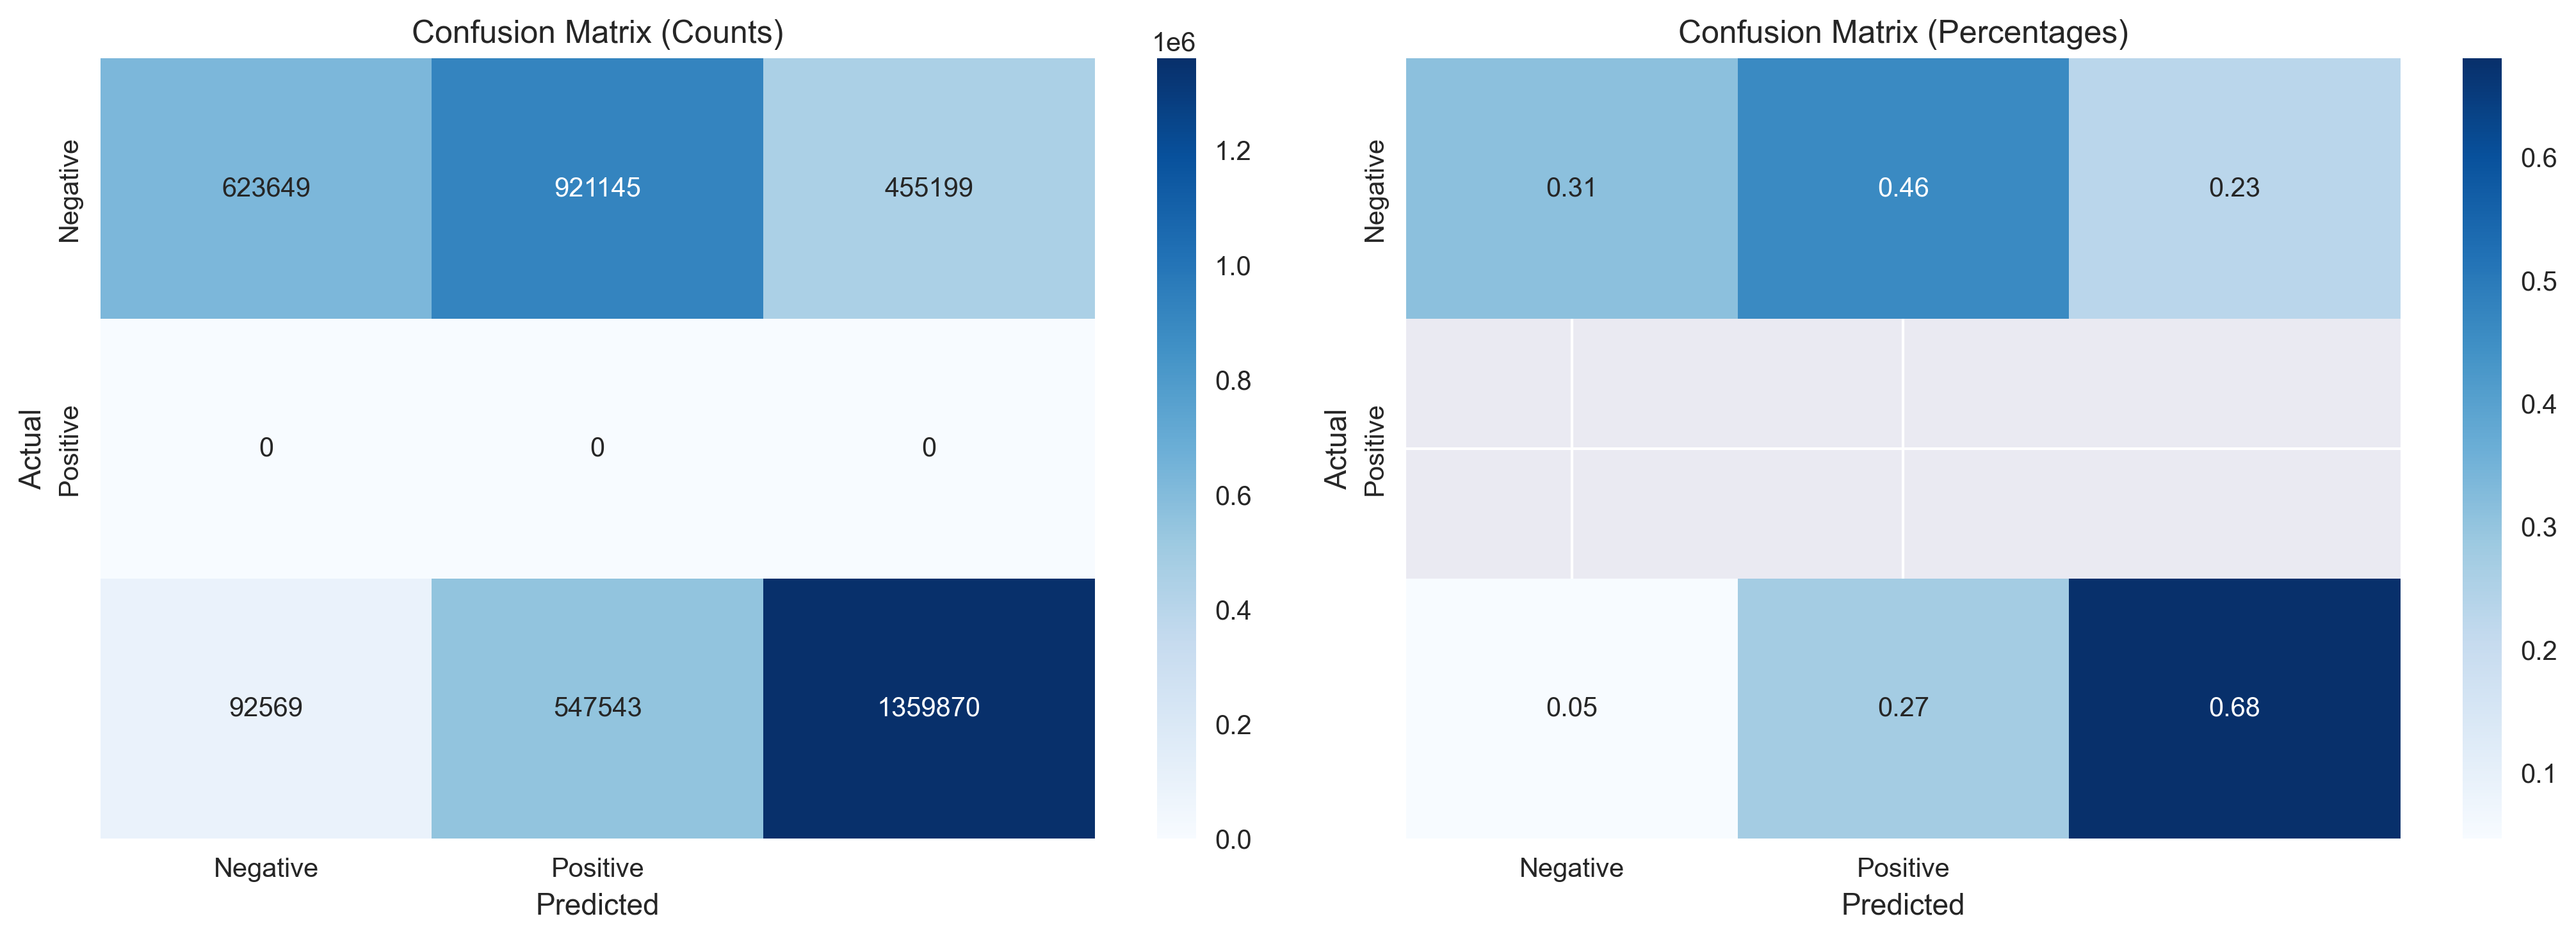 Confusion Matrix (Counts)
1e6
Negative
623649 921145 455199
Actual
Positive
0 0 0
92569 547543 1359870
Negative Positive
Predicted
1.2
1.0
0.8
0.6
0.4
0.2
0.0
Confusion Matrix (Percentages)
Negative
0.31 0.46 0.23
Actual
Positive
0.05 0.27 0.68
Negative Positive
Predicted
0.6
0.5
0.4
0.3
0.2
0.1